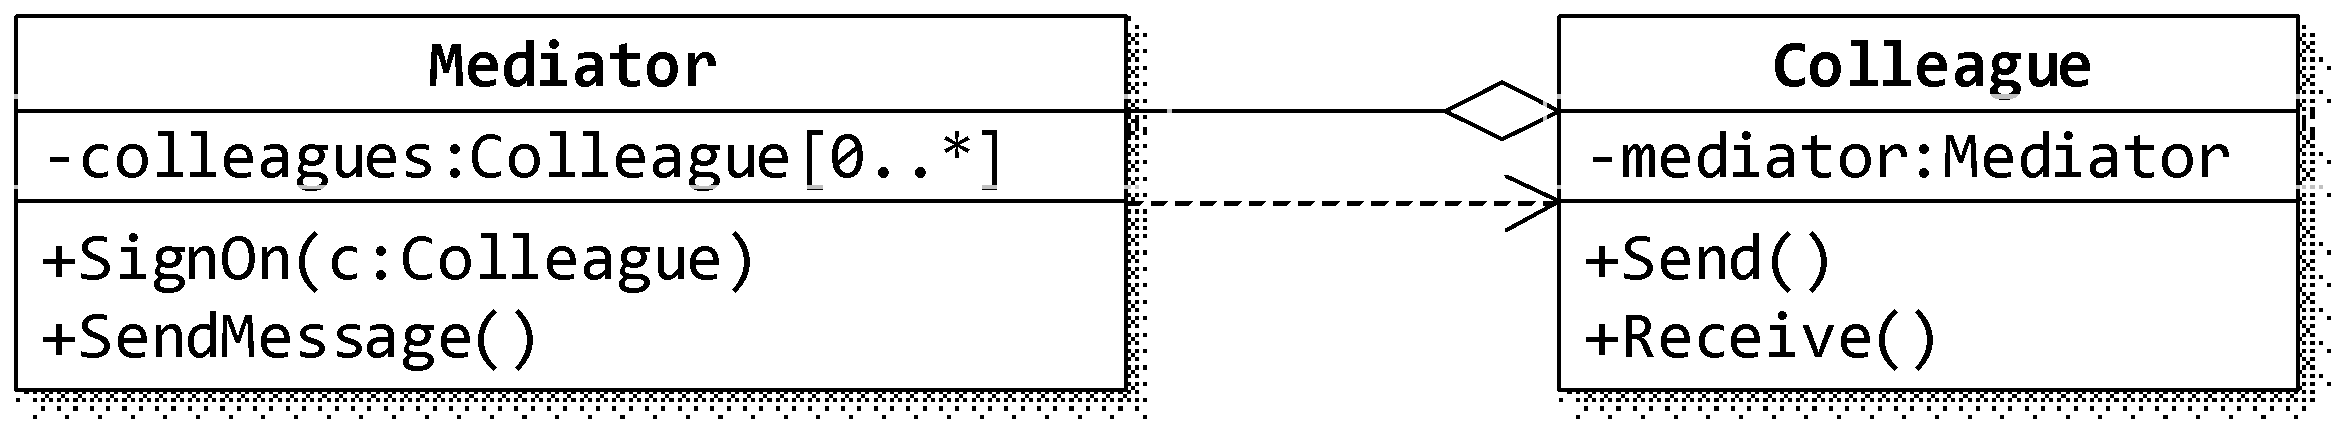 Mediator
-colleagues:Colleague[0..*]
+SignOn(c:Colleague)
+SendMessage()
Colleague
-mediator:Mediator
+Send()
+Receive()